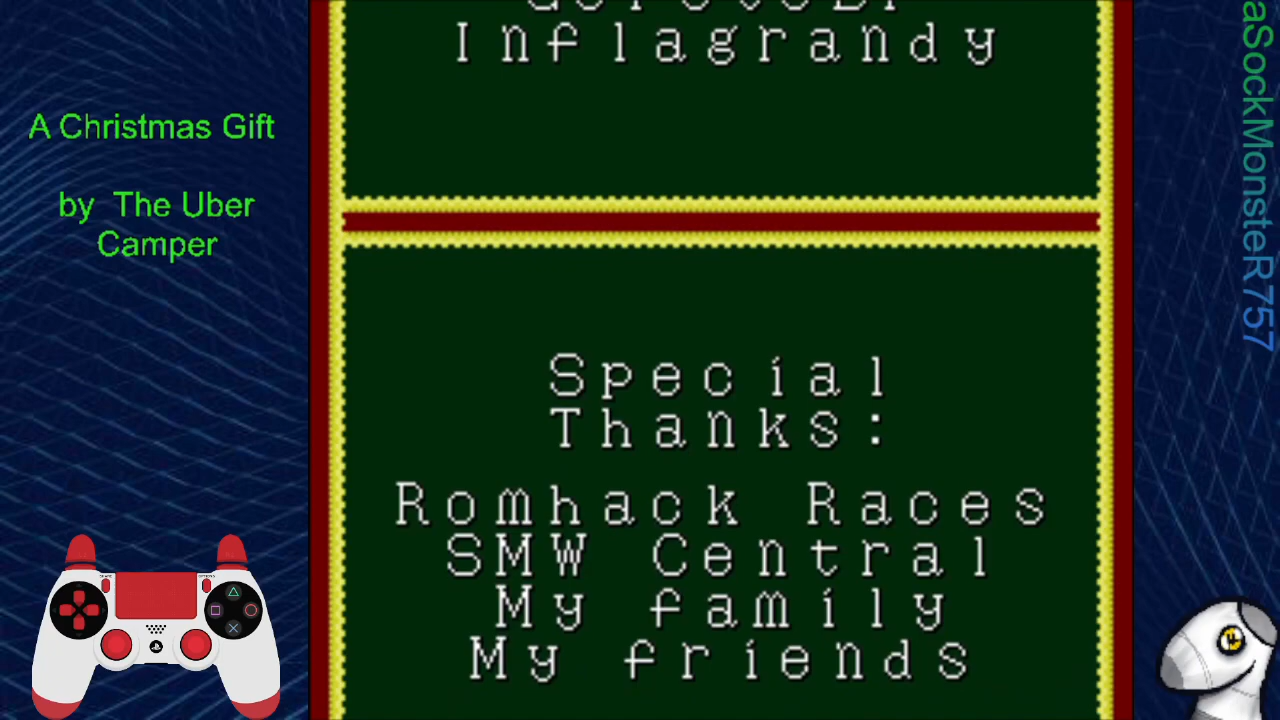 A Christmas Gift
by The Uber
Camper
Inflagrandy
Special
Thanks:
Romhack Races
SMW Central
My family
My friends
aSockMonsteR757